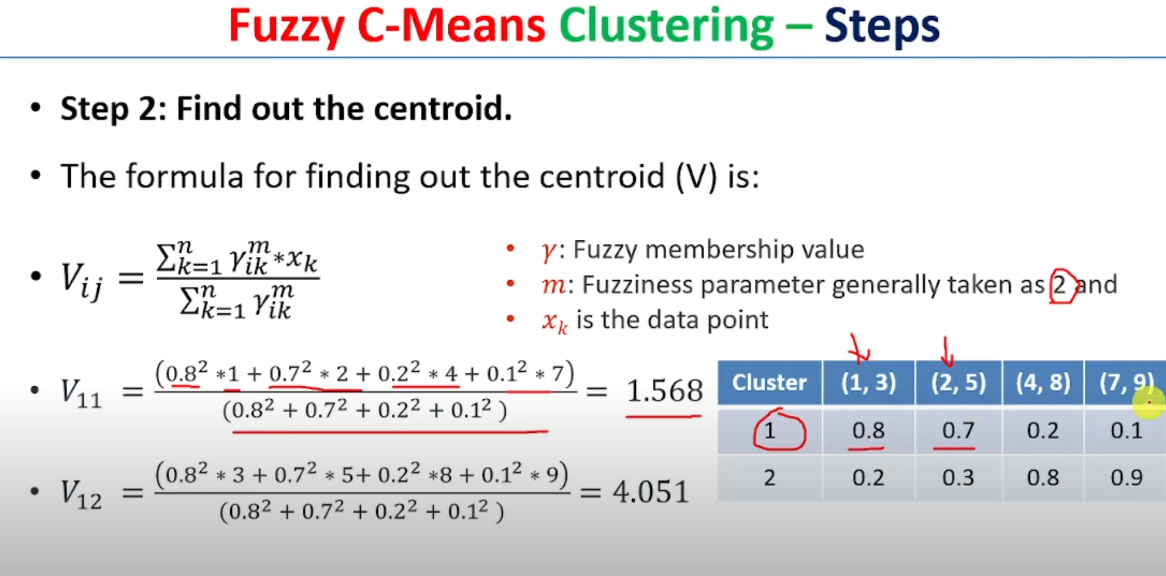 Fuzzy C-Means Clustering – Steps
• Step 2: Find out the centroid.
• The formula for finding out the centroid (V) is:
• V_{ij} = \frac{\sum_{k=1}^{n} γ_{ik}^{m} * x_k}{\sum_{k=1}^{n} γ_{ik}^{m}}
• γ: Fuzzy membership value
• m: Fuzziness parameter generally taken as 2 and
• x_k is the data point
• V_{11} = \frac{(0.8^2 *1 + 0.7^2 * 2 + 0.2^2 * 4 + 0.1^2 * 7)}{(0.8^2 + 0.7^2 + 0.2^2 + 0.1^2 )} = 1.568
• V_{12} = \frac{(0.8^2 * 3 + 0.7^2 * 5+ 0.2^2 *8 + 0.1^2 * 9)}{(0.8^2 + 0.7^2 + 0.2^2 + 0.1^2 )} = 4.051
Cluster (1, 3) (2, 5) (4, 8) (7, 9)
1 0.8 0.7 0.2 0.1
2 0.2 0.3 0.8 0.9